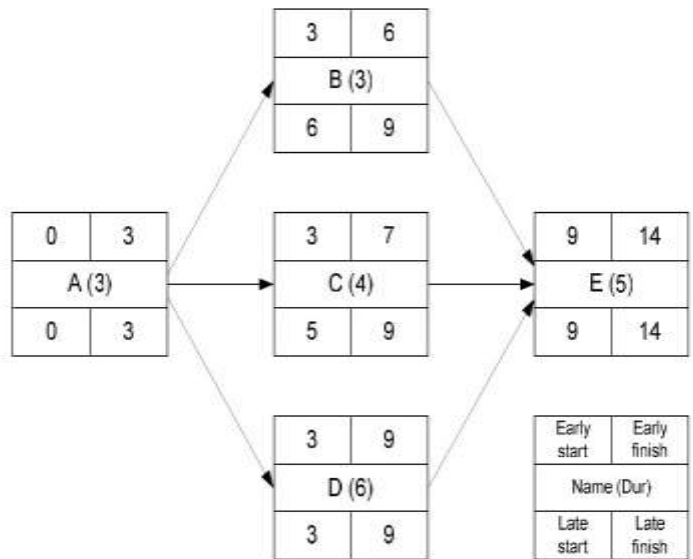 3 6
B (3)
6 9
0 3
A (3)
0 3
3 7
C (4)
5 9
9 14
E (5)
9 14
3 9
D (6)
3 9
Early start Early finish
Name (Dur)
Late start Late finish